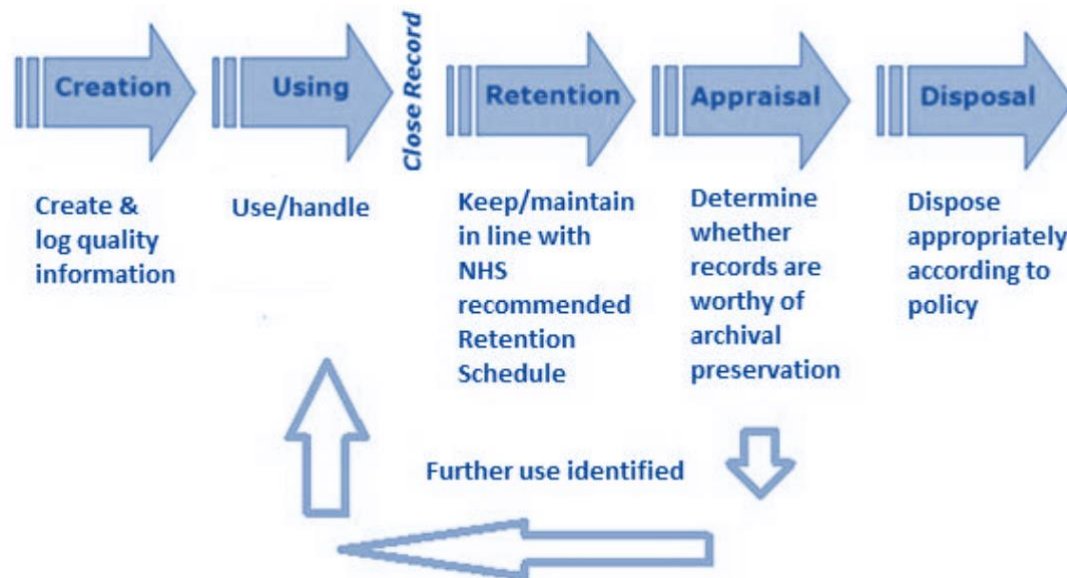 Creation
Using
Close Record
Retention
Appraisal
Disposal
Create &
log quality
information
Use/handle
Keep/maintain
in line with
NHS
recommended
Retention
Schedule
Determine
whether
records are
worthy of
archival
preservation
Dispose
appropriately
according to
policy
Further use identified